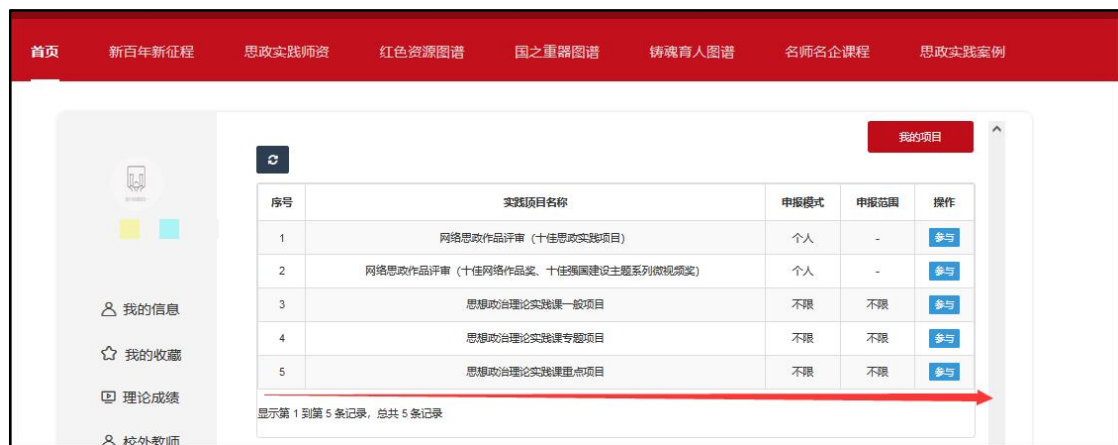 首页 新百年新征程 思政实践师资 红色资源图谱 国之重器图谱 铸魂育人图谱 名师名企课程 思政实践案例
我的项目
序号 实践项目名称 申报模式 申报范围 操作
1 网络思政作品评审（十佳思政实践项目） 个人 - 参与
2 网络思政作品评审（十佳网络作品奖、十佳强国建设主题系列微视频奖） 个人 - 参与
3 思想政治理论实践课一般项目 不限 不限 参与
4 思想政治理论实践课专题项目 不限 不限 参与
5 思想政治理论实践课重点项目 不限 不限 参与
显示第 1 到第 5 条记录，总共 5 条记录
我的信息
我的收藏
理论成绩
校外教师